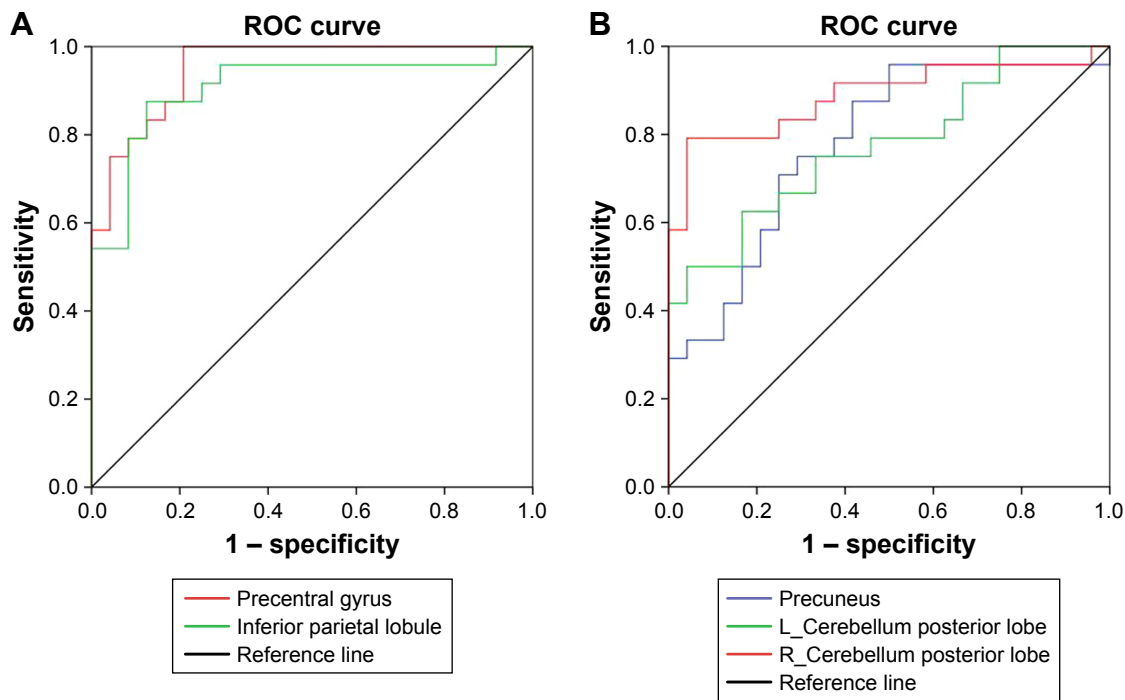 A
ROC curve
1.0
0.8
0.6
0.4
0.2
0.0
Sensitivity
0.0 0.2 0.4 0.6 0.8 1.0
1 – specificity
Precentral gyrus
Inferior parietal lobule
Reference line
B
ROC curve
1.0
0.8
0.6
0.4
0.2
0.0
Sensitivity
0.0 0.2 0.4 0.6 0.8 1.0
1 – specificity
Precuneus
L_Cerebellum posterior lobe
R_Cerebellum posterior lobe
Reference line